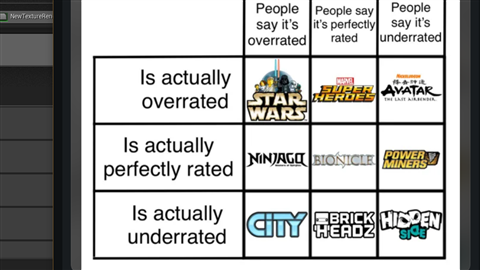 NewTextureRen
People
say it's
overrated
People say
it's perfectly
rated
People
say it's
underrated
Is actually
overrated
STAR
WARS
MARVEL
SUPER
HEROES
nickelodeon
AVATAR
THE LAST AIRBENDER
Is actually
perfectly rated
NINJAGO
BIONICLE
POWER
MINERS
Is actually
underrated
CITY
BRICK
HEADZ
HIDDEN
SIDE